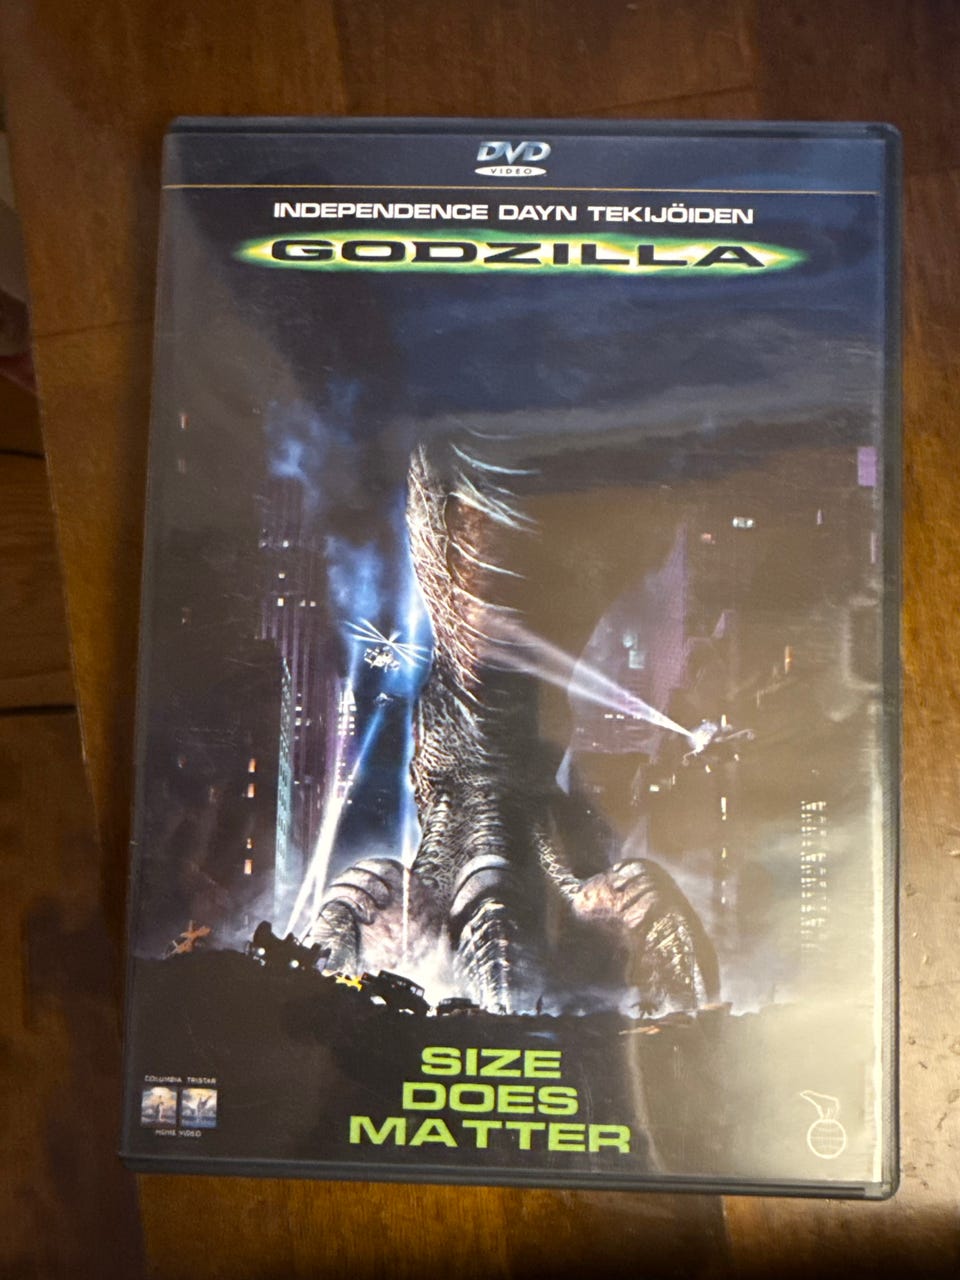 DVD
VIDEO
INDEPENDENCE DAYN TEKIJÖIDEN
GODZILLA
SIZE
DOES
MATTER
COLUMBIA TRISTAR
HOME VIDEO